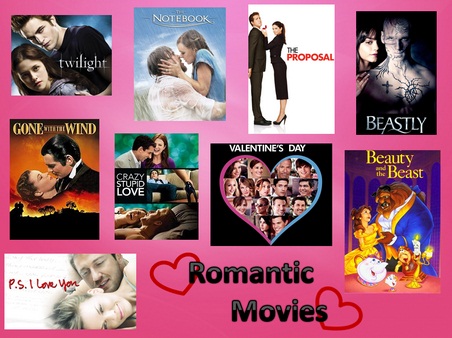 twilight
THE
NOTEBOOK
THE
PROPOSAL
BEASTLY
GONE WITH THE WIND
CRAZY
STUPID
LOVE
VALENTINE'S DAY
Beauty
and the
Beast
P.S. I Love You
Romantic
Movies